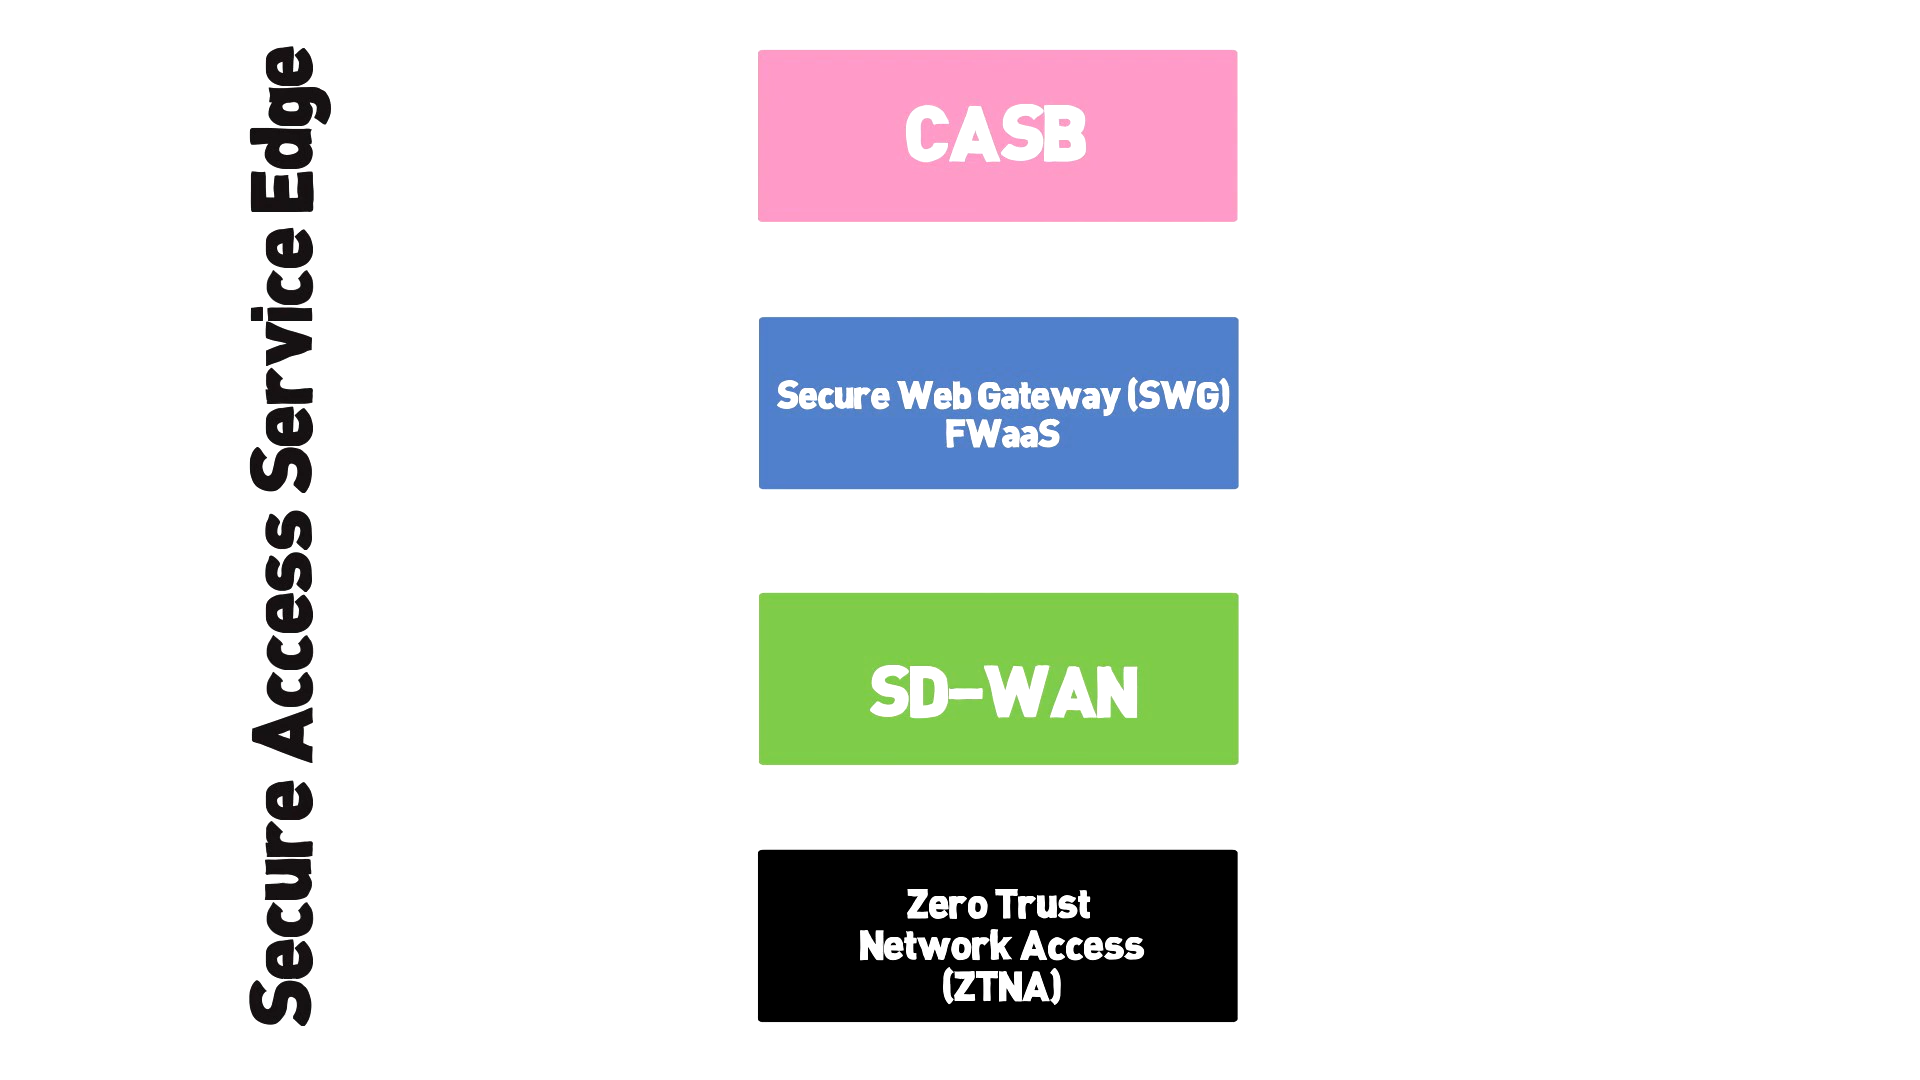 Secure Access Service Edge
CASB
Secure Web Gateway (SWG)
FWaaS
SD-WAN
Zero Trust
Network Access
(ZTNA)